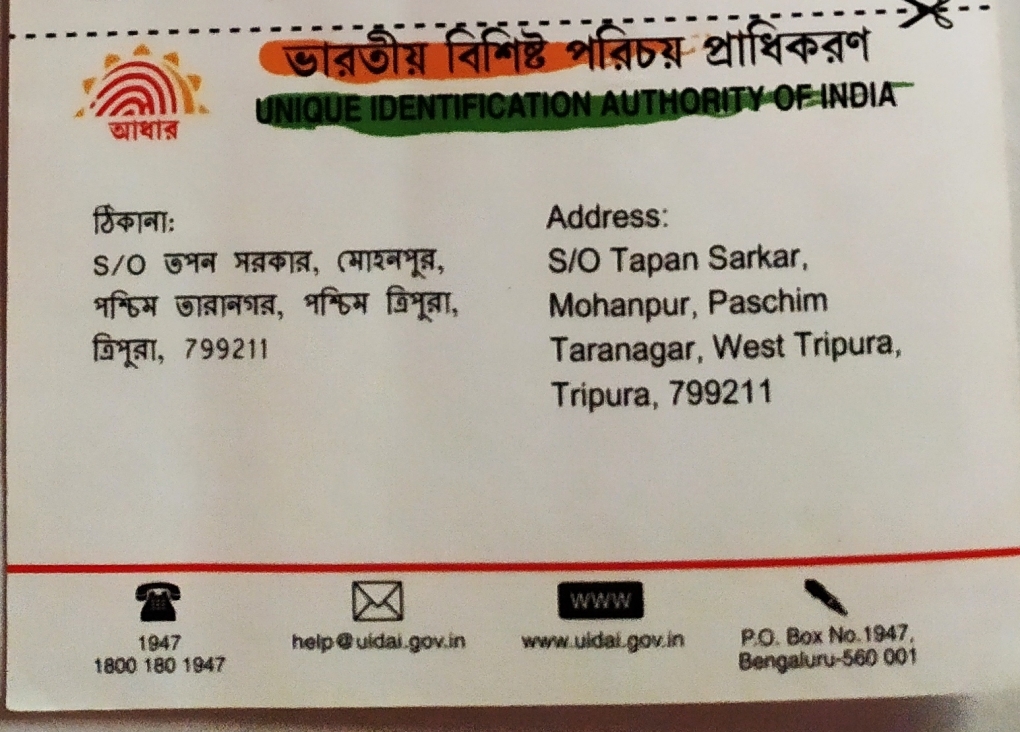 ভারতীয় বিশিষ্ট পরিচয় প্রাধিকরণ
UNIQUE IDENTIFICATION AUTHORITY OF INDIA
আধার
ঠিকানা:
S/O তপন সরকার, মোহনপুর,
পশ্চিম তারানগর, পশ্চিম ত্রিপুরা,
ত্রিপুরা, 799211
Address:
S/O Tapan Sarkar,
Mohanpur, Paschim
Taranagar, West Tripura,
Tripura, 799211
1947
1800 180 1947
help@uidai.gov.in
WWW
www.uidai.gov.in
P.O. Box No.1947,
Bengaluru-560 001